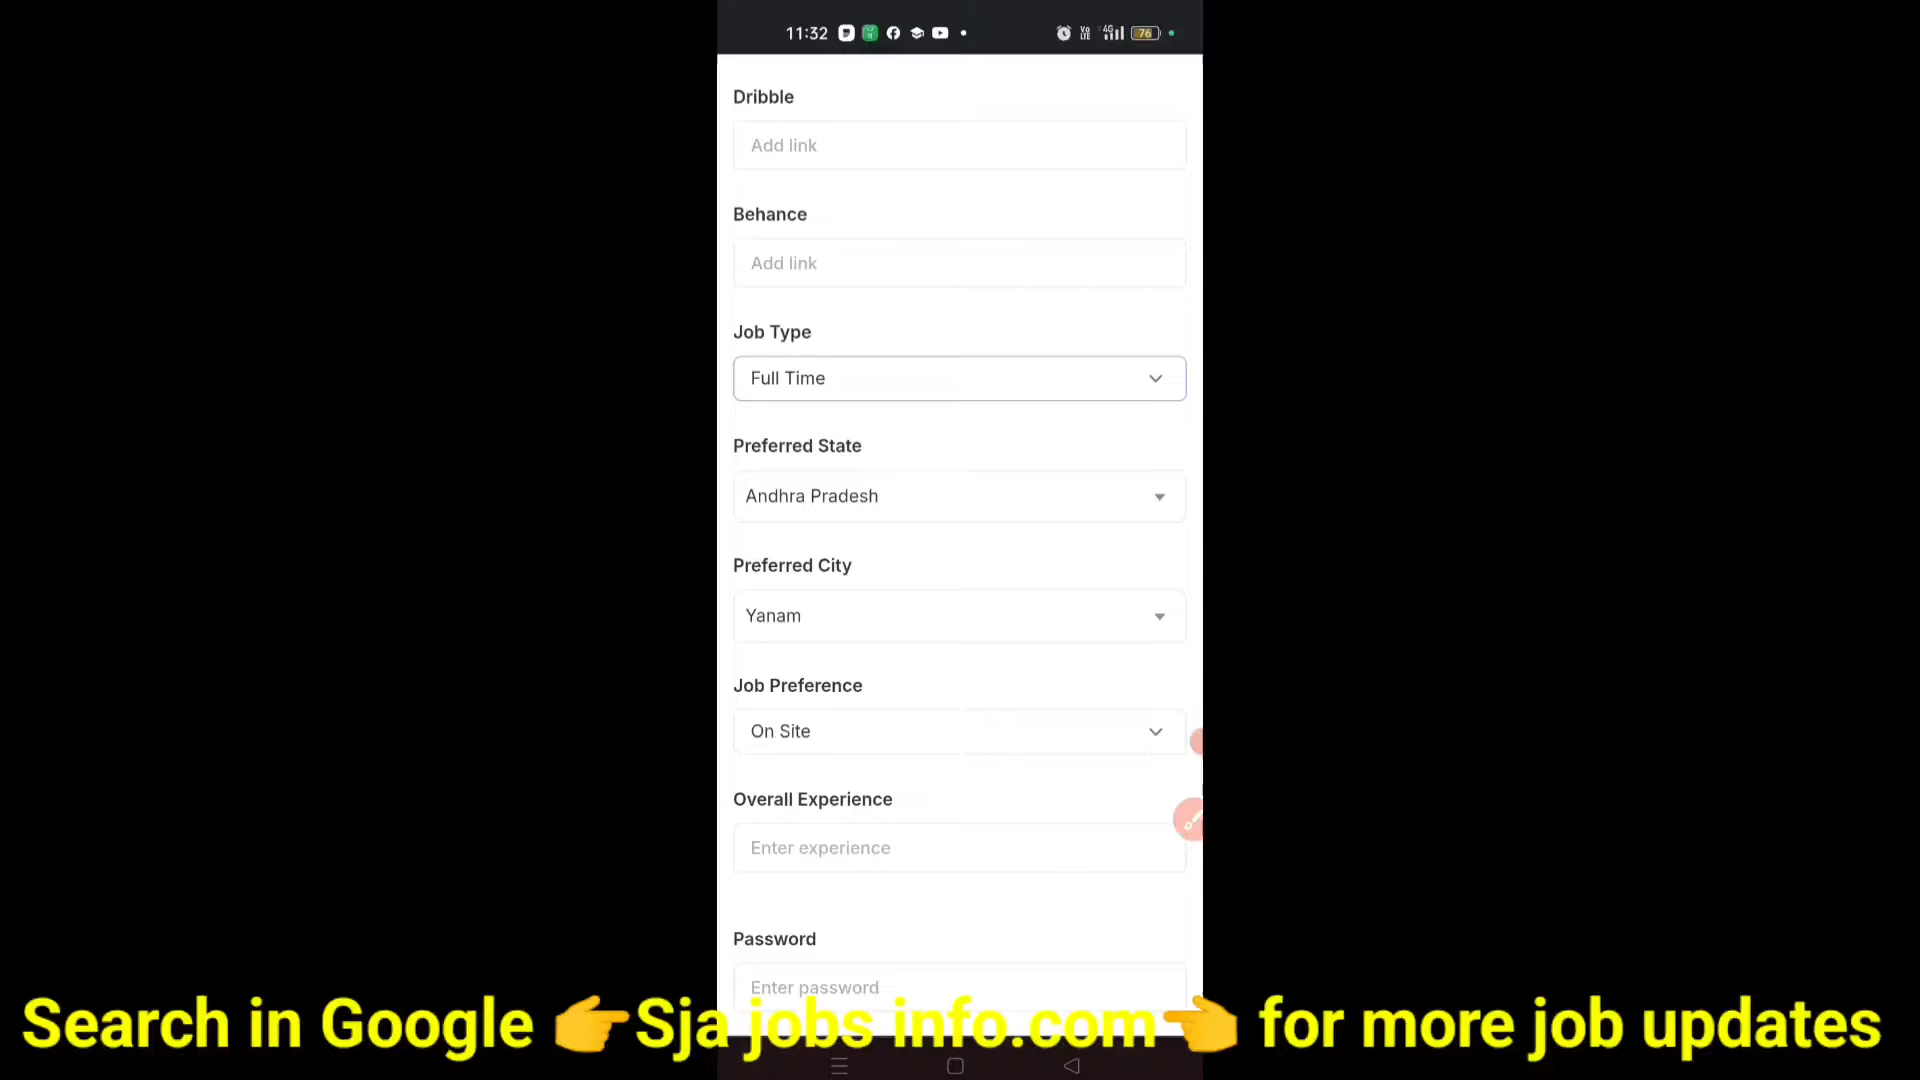 11:32 4G 76
Dribble
Add link
Behance
Add link
Job Type
Full Time
Preferred State
Andhra Pradesh
Preferred City
Yanam
Job Preference
On Site
Overall Experience
Enter experience
Password
Enter password
Search in Google 👉Sja jobs info.com👈 for more job updates